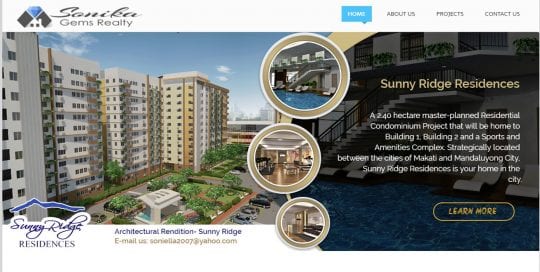 Sonika
Gems Realty
HOME
ABOUT US
PROJECTS
CONTACT US
Sunny Ridge Residences
A 2.40 hectare master-planned Residential
Condominium Project that will be home to
Building 1, Building 2 and a Sports and
Amenities Complex. Strategically located
between the cities of Makati and Mandaluyong City,
Sunny Ridge Residences is your home in the
city.
LEARN MORE
Sunny Ridge
RESIDENCES
Architectural Rendition- Sunny Ridge
E-mail us: soniella2007@yahoo.com